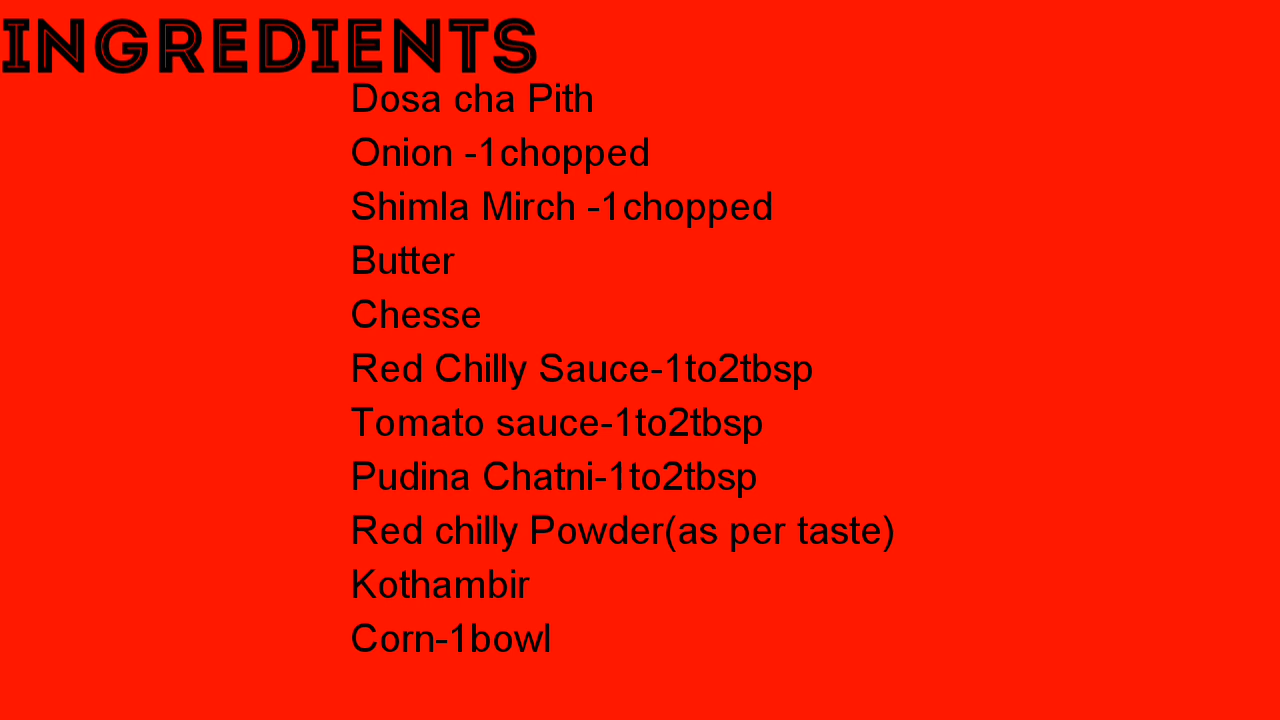 INGREDIENTS
Dosa cha Pith
Onion -1chopped
Shimla Mirch -1chopped
Butter
Chesse
Red Chilly Sauce-1to2tbsp
Tomato sauce-1to2tbsp
Pudina Chatni-1to2tbsp
Red chilly Powder(as per taste)
Kothambir
Corn-1bowl